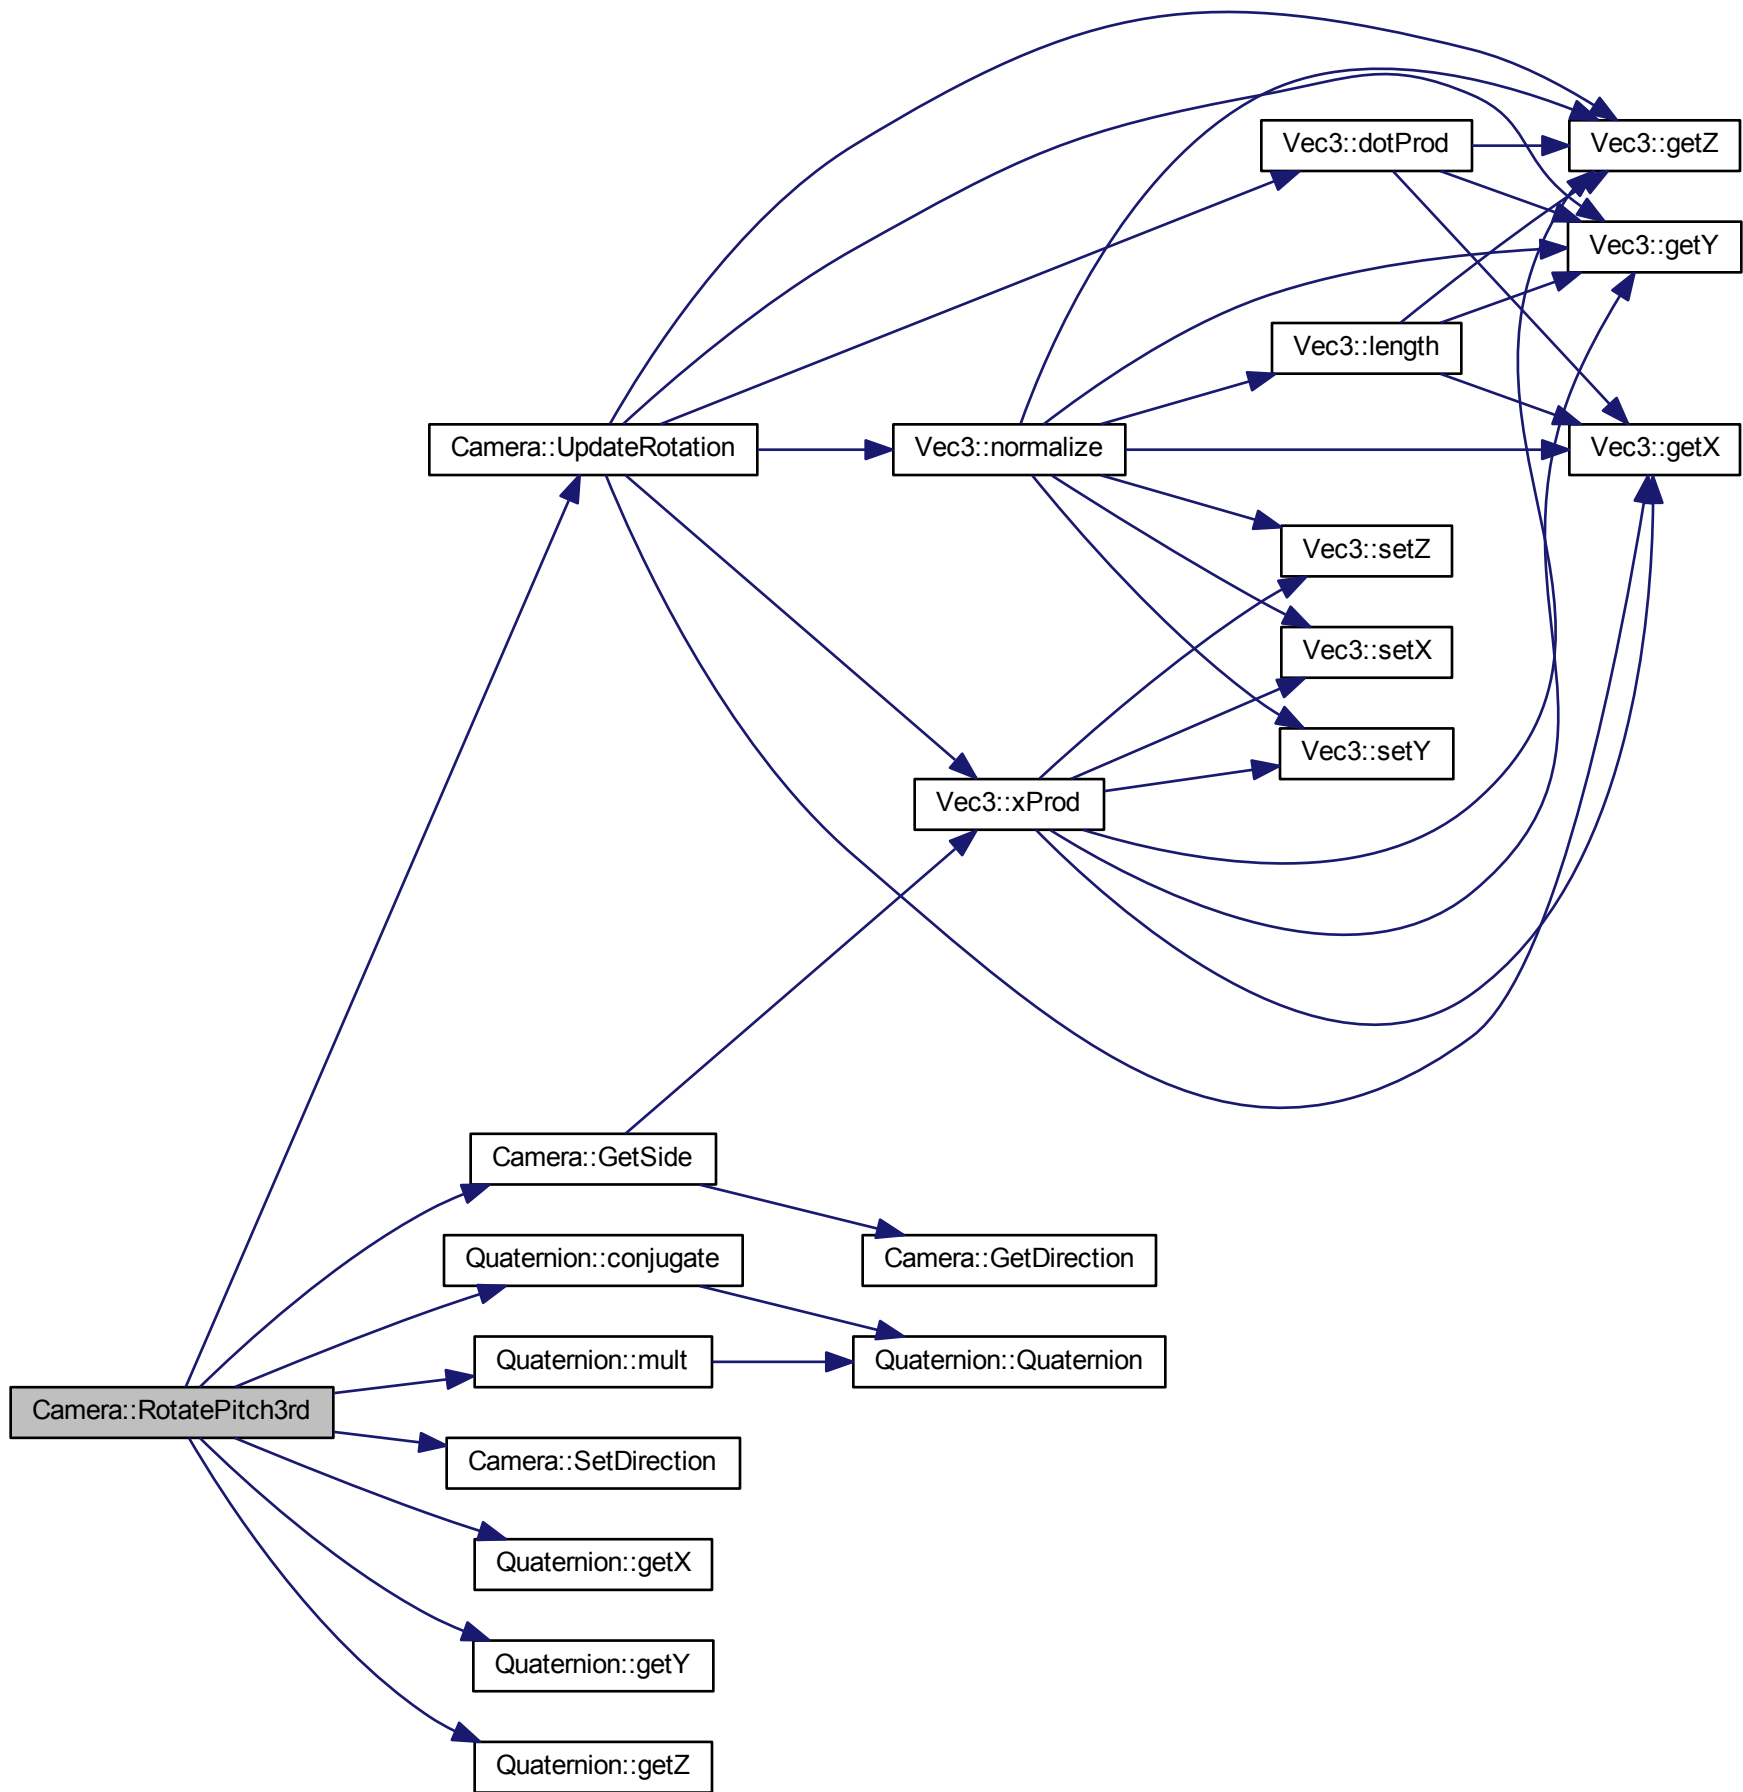 Vec3::dotProd
Vec3::getZ
Vec3::getY
Vec3::length
Camera::UpdateRotation
Vec3::normalize
Vec3::getX
Vec3::setZ
Vec3::setX
Vec3::setY
Vec3::xProd
Camera::GetSide
Quaternion::conjugate
Camera::GetDirection
Quaternion::mult
Quaternion::Quaternion
Camera::RotatePitch3rd
Camera::SetDirection
Quaternion::getX
Quaternion::getY
Quaternion::getZ